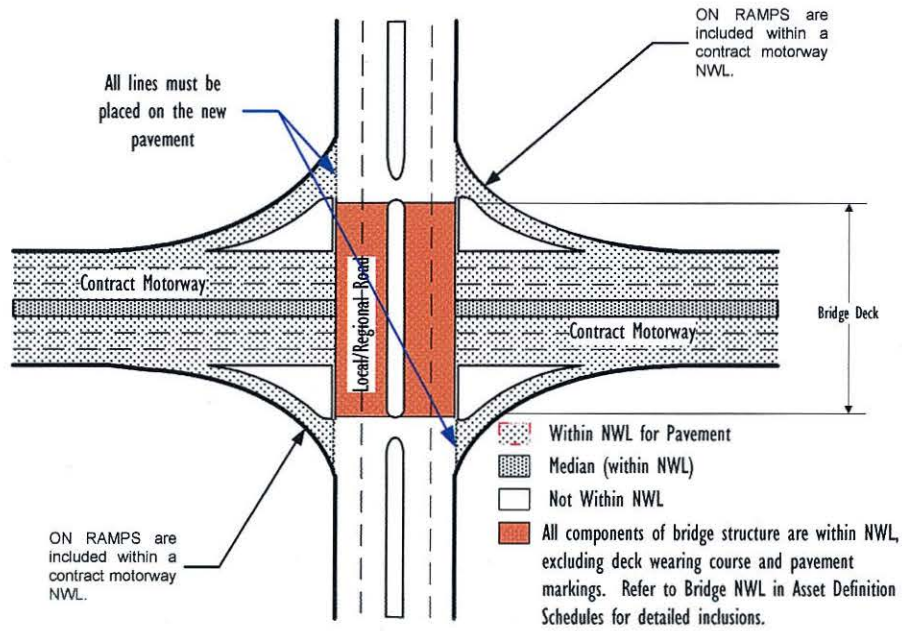 ON RAMPS are
included within a
contract motorway
NWL.
All lines must be
placed on the new
pavement
Contract Motorway
Local/Regional Road
Contract Motorway
Bridge Deck
Within NWL for Pavement
Median (within NWL)
Not Within NWL
All components of bridge structure are within NWL,
excluding deck wearing course and pavement
markings. Refer to Bridge NWL in Asset Definition
Schedules for detailed inclusions.
ON RAMPS are
included within a
contract motorway
NWL.